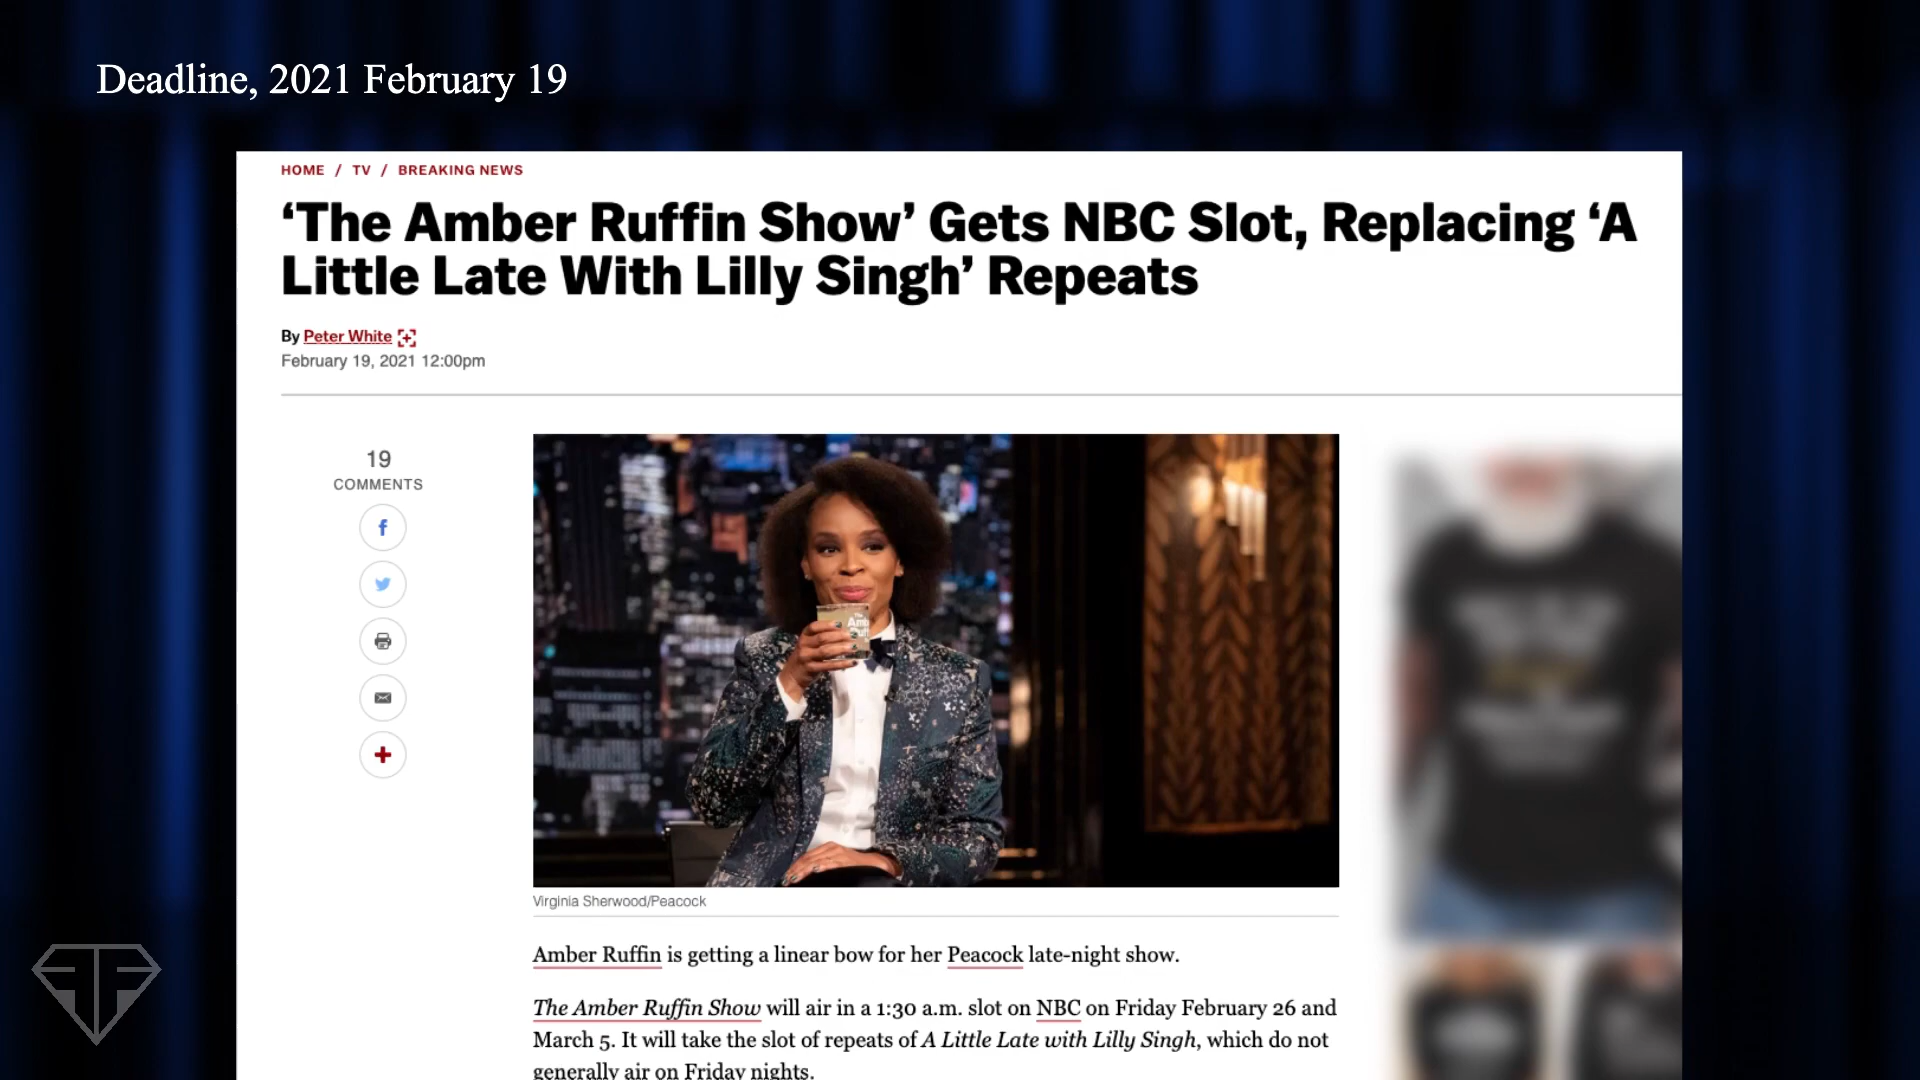 Deadline, 2021 February 19
HOME / TV / BREAKING NEWS
‘The Amber Ruffin Show’ Gets NBC Slot, Replacing ‘A
Little Late With Lilly Singh’ Repeats
By Peter White
February 19, 2021 12:00pm
19
COMMENTS
Virginia Sherwood/Peacock
Amber Ruffin is getting a linear bow for her Peacock late-night show.
The Amber Ruffin Show will air in a 1:30 a.m. slot on NBC on Friday February 26 and
March 5. It will take the slot of repeats of A Little Late with Lilly Singh, which do not
generally air on Friday nights.